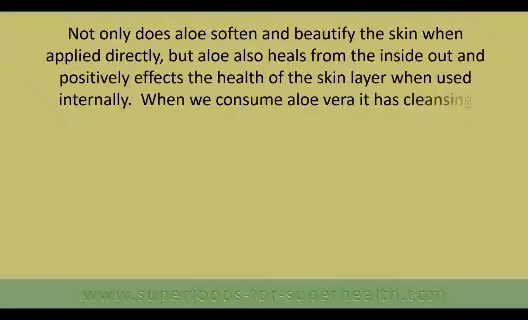 Not only does aloe soften and beautify the skin when
applied directly, but aloe also heals from the inside out and
positively effects the health of the skin layer when used
internally.  When we consume aloe vera it has cleansing
www.superfoods-for-superhealth.com